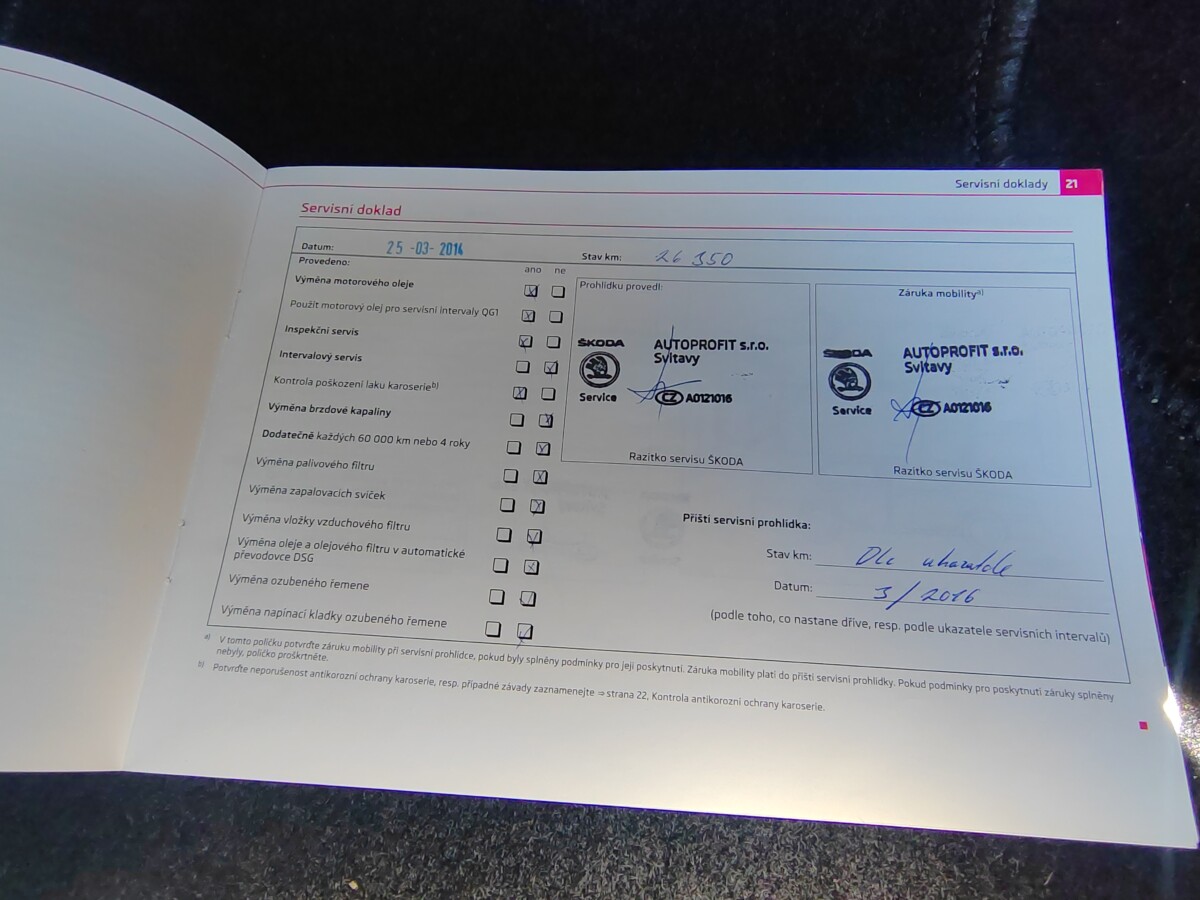 Servisní doklady 21
Servisní doklad
Datum: 25 -03- 2014 Stav km: 26 350
Provedeno: ano ne
Výměna motorového oleje
Použit motorový olej pro servisní intervaly QG1
Inspekční servis
Intervalový servis
Kontrola poškození laku karoserie b)
Výměna brzdové kapaliny
Dodatečně každých 60 000 km nebo 4 roky
Výměna palivového filtru
Výměna zapalovacích svíček
Výměna vložky vzduchového filtru
Výměna oleje a olejového filtru v automatické
převodovce DSG
Výměna ozubeného řemene
Výměna napínací kladky ozubeného řemene
Prohlídku provedl:
ŠKODA
Service
AUTOPROFIT s.r.o.
Svitavy
CZ A0121016
Razítko servisu ŠKODA
Záruka mobility a)
ŠKODA
Service
AUTOPROFIT s.r.o.
Svitavy
CZ A0121016
Razítko servisu ŠKODA
Příští servisní prohlídka:
Stav km: Dle ukazatele
Datum: 3/2016
(podle toho, co nastane dříve, resp. podle ukazatele servisních intervalů)
a) V tomto políčku potvrďte záruku mobility při servisní prohlídce, pokud byly splněny podmínky pro její poskytnutí. Záruka mobility platí do příští servisní prohlídky. Pokud podmínky pro poskytnutí záruky splněny
nebyly, políčko proškrtněte.
b) Potvrďte neporušenost antikorozní ochrany karoserie, resp. případné závady zaznamenejte ⇒ strana 22, Kontrola antikorozní ochrany karoserie.